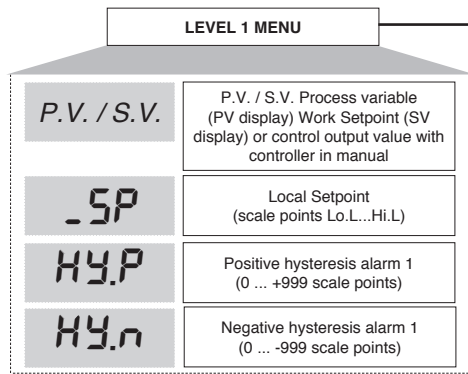 LEVEL 1 MENU
P.V. / S.V.
P.V. / S.V. Process variable
(PV display) Work Setpoint (SV
display) or control output value with
controller in manual
_SP
Local Setpoint
(scale points Lo.L...Hi.L)
HY.P
Positive hysteresis alarm 1
(0 ... +999 scale points)
HY.n
Negative hysteresis alarm 1
(0 ... -999 scale points)